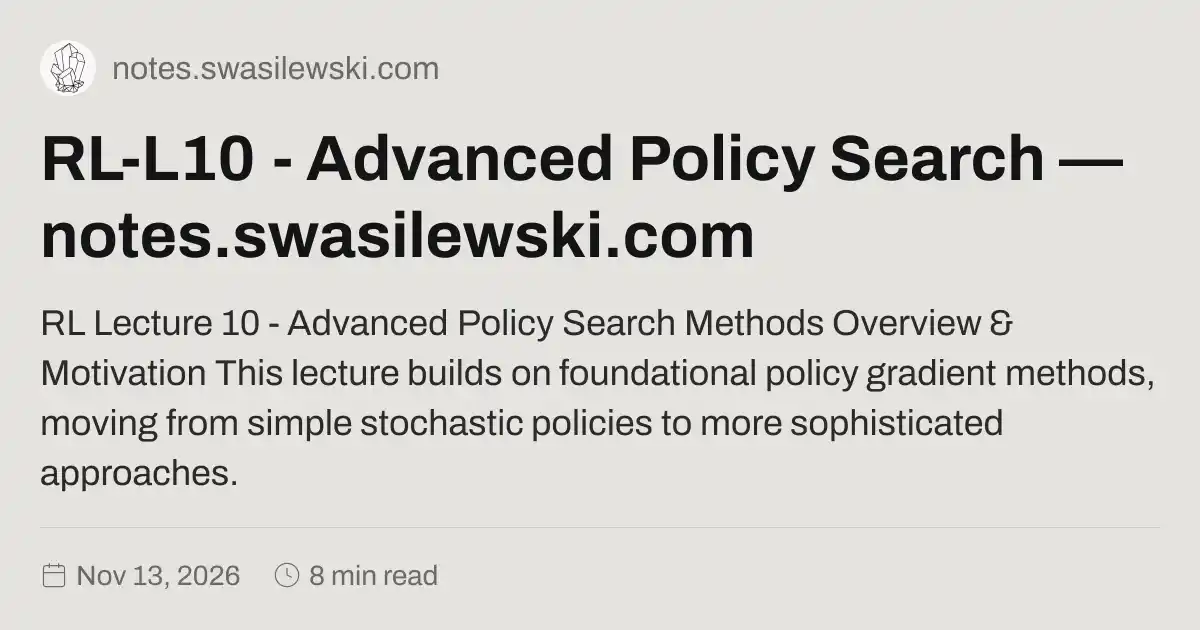 notes.swasilewski.com
RL-L10 - Advanced Policy Search —
notes.swasilewski.com
RL Lecture 10 - Advanced Policy Search Methods Overview &
Motivation This lecture builds on foundational policy gradient methods,
moving from simple stochastic policies to more sophisticated
approaches.
Nov 13, 2026 8 min read